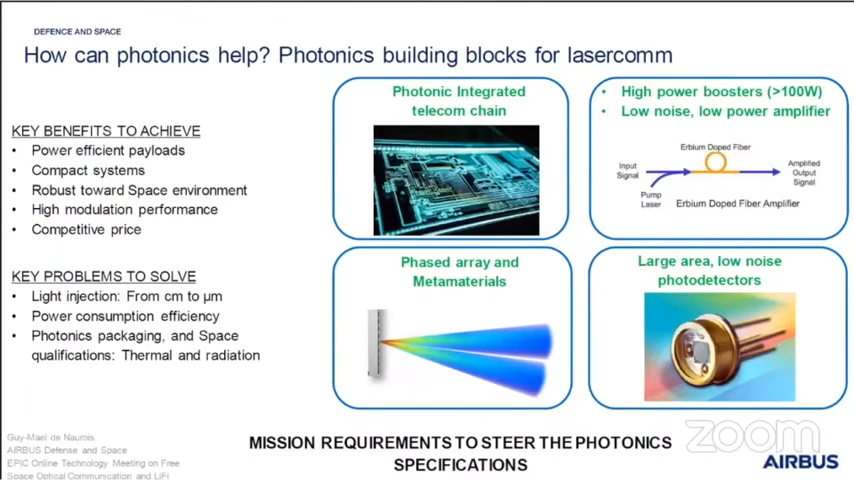 DEFENCE AND SPACE
How can photonics help? Photonics building blocks for lasercomm
KEY BENEFITS TO ACHIEVE
• Power efficient payloads
• Compact systems
• Robust toward Space environment
• High modulation performance
• Competitive price
KEY PROBLEMS TO SOLVE
• Light injection: From cm to µm
• Power consumption efficiency
• Photonics packaging, and Space
qualifications: Thermal and radiation
Photonic Integrated
telecom chain
• High power boosters (>100W)
• Low noise, low power amplifier
Erbium Doped Fiber
Input
Signal
Pump
Laser
Amplified
Output
Signal
Erbium Doped Fiber Amplifier
Phased array and
Metamaterials
Large area, low noise
photodetectors
MISSION REQUIREMENTS TO STEER THE PHOTONICS
SPECIFICATIONS
Guy-Mael de Naurois
AIRBUS Defense and Space
EPIC Online Technology Meeting on Free
Space Optical Communication and LiFi
zoom
AIRBUS